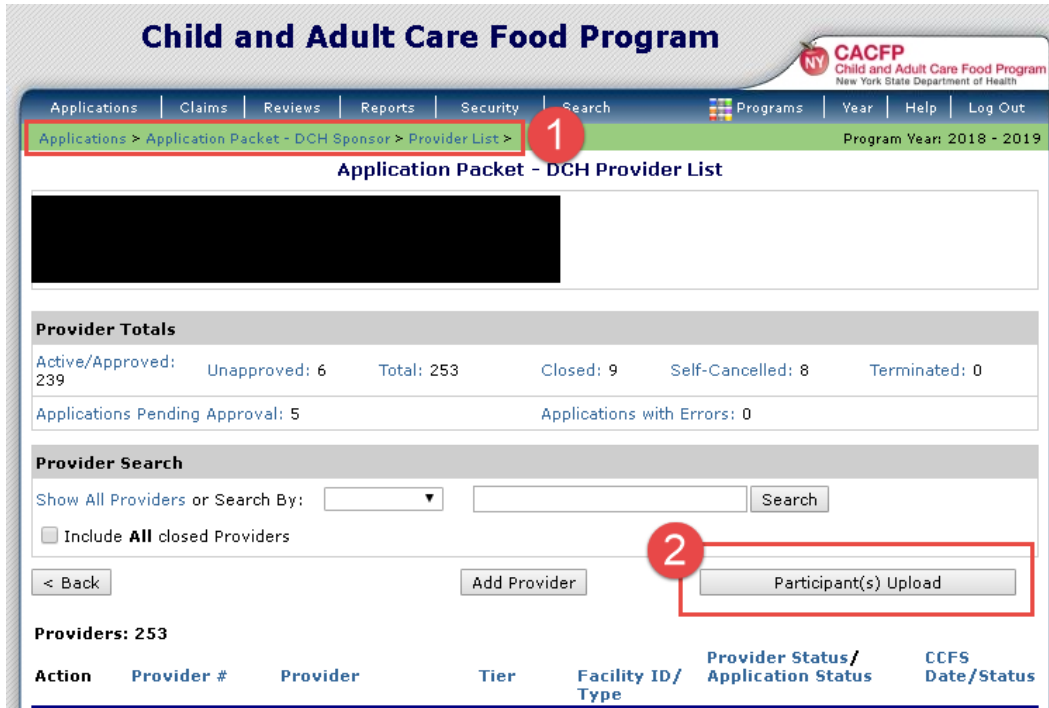 Child and Adult Care Food Program
NY CACFP
Child and Adult Care Food Program
New York State Department of Health
Applications | Claims | Reviews | Reports | Security | Search Programs | Year | Help | Log Out
Applications > Application Packet - DCH Sponsor > Provider List > 1 Program Year: 2018 - 2019
Application Packet - DCH Provider List
Provider Totals
Active/Approved: 239 Unapproved: 6 Total: 253 Closed: 9 Self-Cancelled: 8 Terminated: 0
Applications Pending Approval: 5 Applications with Errors: 0
Provider Search
Show All Providers or Search By: Search
Include All closed Providers
2
< Back Add Provider Participant(s) Upload
Providers: 253
Action Provider # Provider Tier Facility ID/ Type Provider Status/ Application Status CCFS Date/Status